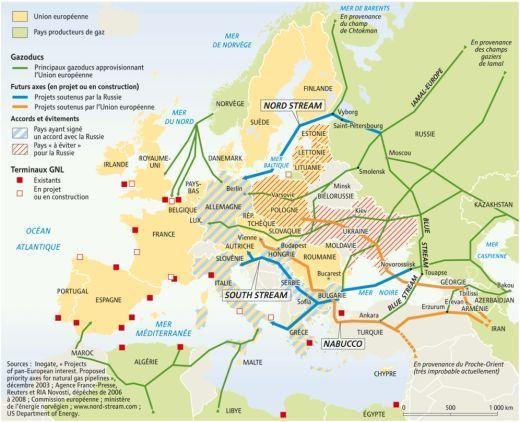 Union européenne
Pays producteurs de gaz
Gazoducs
Principaux gazoducs approvisionnant
l'Union européenne
Futurs axes (en projet ou en construction)
Projets soutenus par la Russie
Projets soutenus par l'Union européenne
Accords et évitements
Pays ayant signé
un accord avec la Russie
Pays « à éviter »
pour la Russie
Terminaux GNL
Existants
En projet
ou en construction
MER DE BARENTS
En provenance
du champ
de Chtokman
En provenance
des champs
gaziers
de Iamal
MER
DE NORVÈGE
FINLANDE
NORD STREAM
IAMAL-EUROPE
NORVÈGE
SUÈDE
Vyborg
Saint-Pétersbourg
RUSSIE
MER
DU NORD
ESTONIE
LETTONIE
LITUANIE
Moscou
Smolensk
IRLANDE
ROYAUME-
UNI
DANEMARK
MER
BALTIQUE
PAYS-
BAS
Berlin
Varsovie
POLOGNE
Minsk
BIÉLORUSSIE
BELGIQUE
ALLEMAGNE
LUX.
RÉP.
TCHÈQUE
SLOVAQUIE
Kiev
UKRAINE
MOLDAVIE
KAZAKHSTAN
BLUE
STREAM
OCÉAN
ATLANTIQUE
FRANCE
Vienne
AUTRICHE
Budapest
HONGRIE
SLOVÉNIE
ROUMANIE
Novorossiisk
Touapse
MER
CASPIENNE
ITALIE
SERBIE
Bucarest
MER NOIRE
BLUE STREAM
GÉORGIE
Tbilissi
Bakou
SOUTH STREAM
Sofia
BULGARIE
Erevan
AZERBAÏDJAN
ARMÉNIE
Erzurum
PORTUGAL
ESPAGNE
MER
MÉDITERRANÉE
GRÈCE
NABUCCO
Ankara
TURQUIE
IRAN
MAROC
ALGÉRIE
MALTE
CHYPRE
En provenance du Proche-Orient
(très improbable actuellement)
LIBYE
ÉGYPTE
1 000 km
Sources : Inogate, « Projects
of pan-European interest. Proposed
priority axes for natural gas pipelines »,
décembre 2003 ; Agence France-Presse,
Reuters et RIA Novosti, dépêches de 2006
à 2008 ; Commission européenne ; ministère
de l'énergie norvégien ; www.nord-stream.com ;
US Department of Energy.